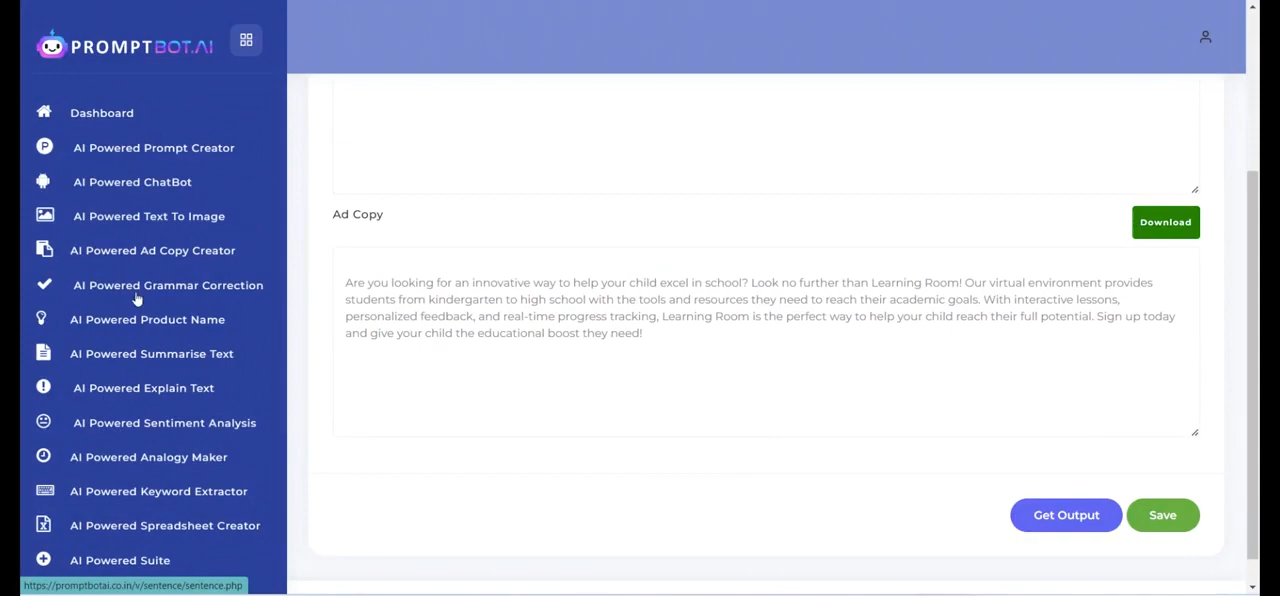 PROMPTBOT.AI
Dashboard
AI Powered Prompt Creator
AI Powered ChatBot
AI Powered Text To Image
AI Powered Ad Copy Creator
AI Powered Grammar Correction
AI Powered Product Name
AI Powered Summarise Text
AI Powered Explain Text
AI Powered Sentiment Analysis
AI Powered Analogy Maker
AI Powered Keyword Extractor
AI Powered Spreadsheet Creator
AI Powered Suite
https://promptbotai.co.in/v/sentence/sentence.php
Ad Copy
Download
Are you looking for an innovative way to help your child excel in school? Look no further than Learning Room! Our virtual environment provides
students from kindergarten to high school with the tools and resources they need to reach their academic goals. With interactive lessons,
personalized feedback, and real-time progress tracking, Learning Room is the perfect way to help your child reach their full potential. Sign up today
and give your child the educational boost they need!
Get Output
Save